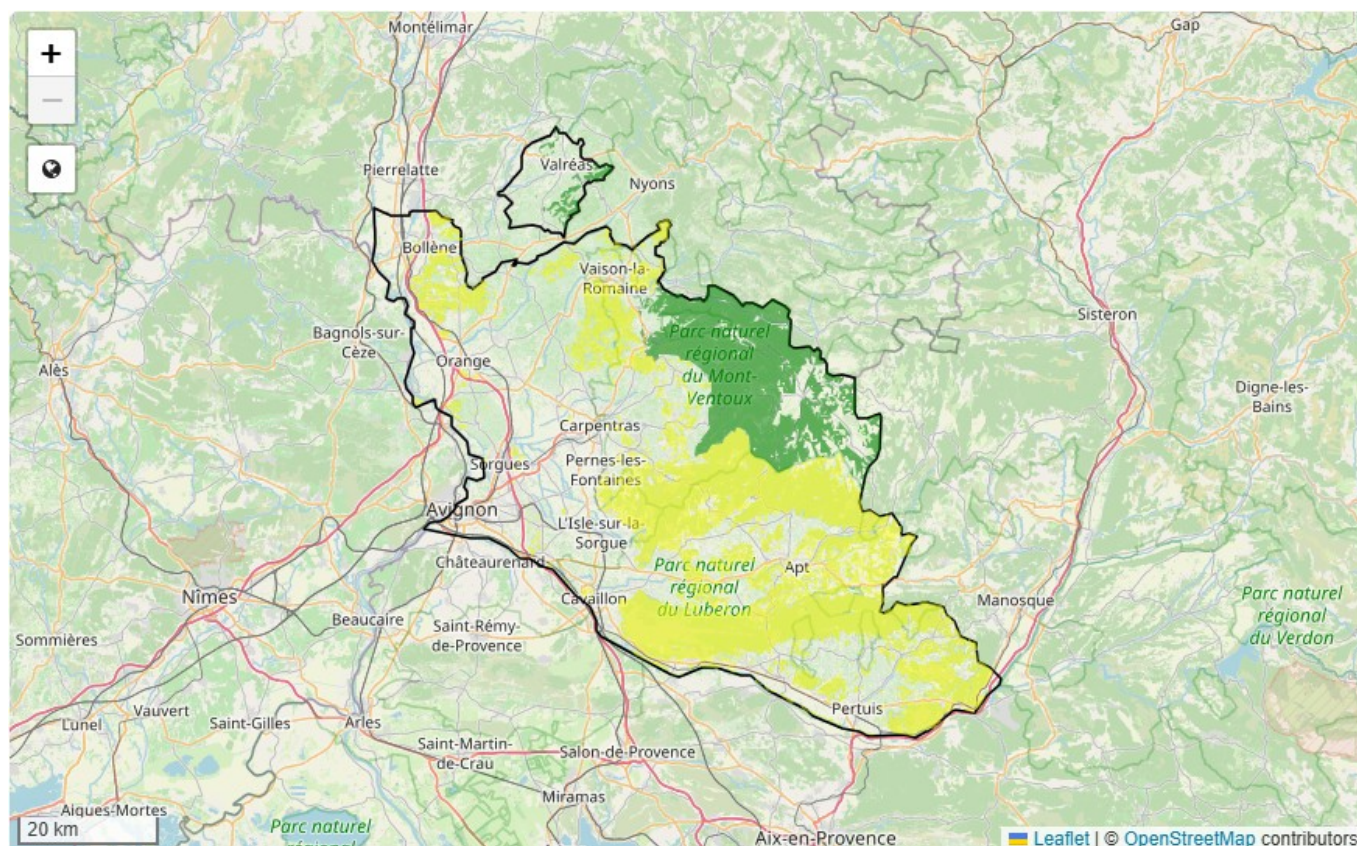 Montélimar
Gap
+
−
Valréas
Pierrelatte
Nyons
Bollène
Vaison-la-
Romaine
Sisteron
Bagnols-sur-
Cèze
Parc naturel
régional
du Mont-
Ventoux
Orange
Alès
Digne-les-
Bains
Carpentras
Sorgues
Pernes-les-
Fontaines
Avignon
L'Isle-sur-la-
Sorgue
Châteaurenard
Parc naturel
régional
du Luberon
Apt
Nîmes
Cavaillon
Manosque
Parc naturel
régional
du Verdon
Beaucaire
Saint-Rémy-
de-Provence
Sommières
Pertuis
Vauvert
Lunel
Saint-Gilles
Arles
Saint-Martin-
de-Crau
Salon-de-Provence
Miramas
Aigues-Mortes
20 km
Parc naturel
régional
Aix-en-Provence
Leaflet | © OpenStreetMap contributors